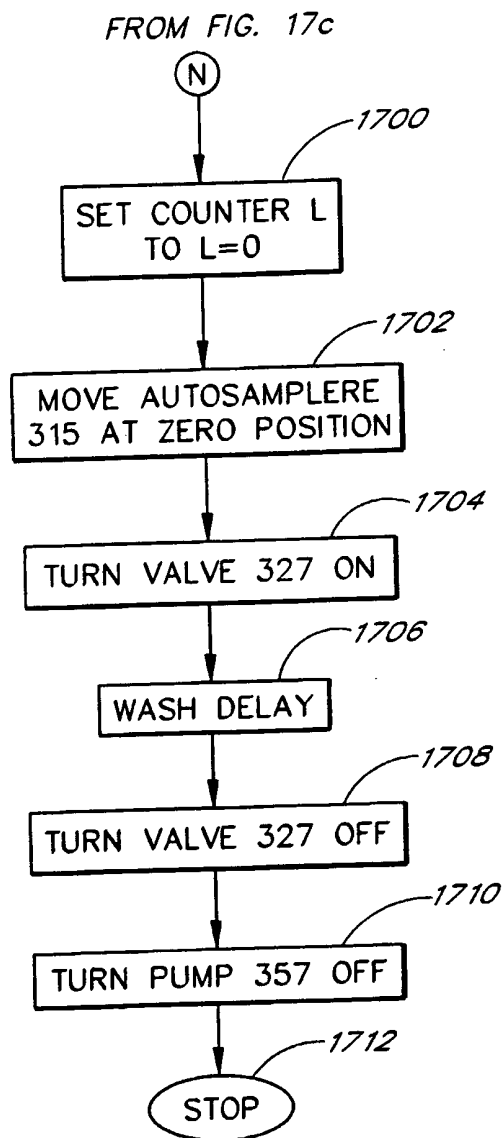 FROM FIG. 17c
N
1700
SET COUNTER L
TO L=0
1702
MOVE AUTOSAMPLERE
315 AT ZERO POSITION
1704
TURN VALVE 327 ON
1706
WASH DELAY
1708
TURN VALVE 327 OFF
1710
TURN PUMP 357 OFF
1712
STOP